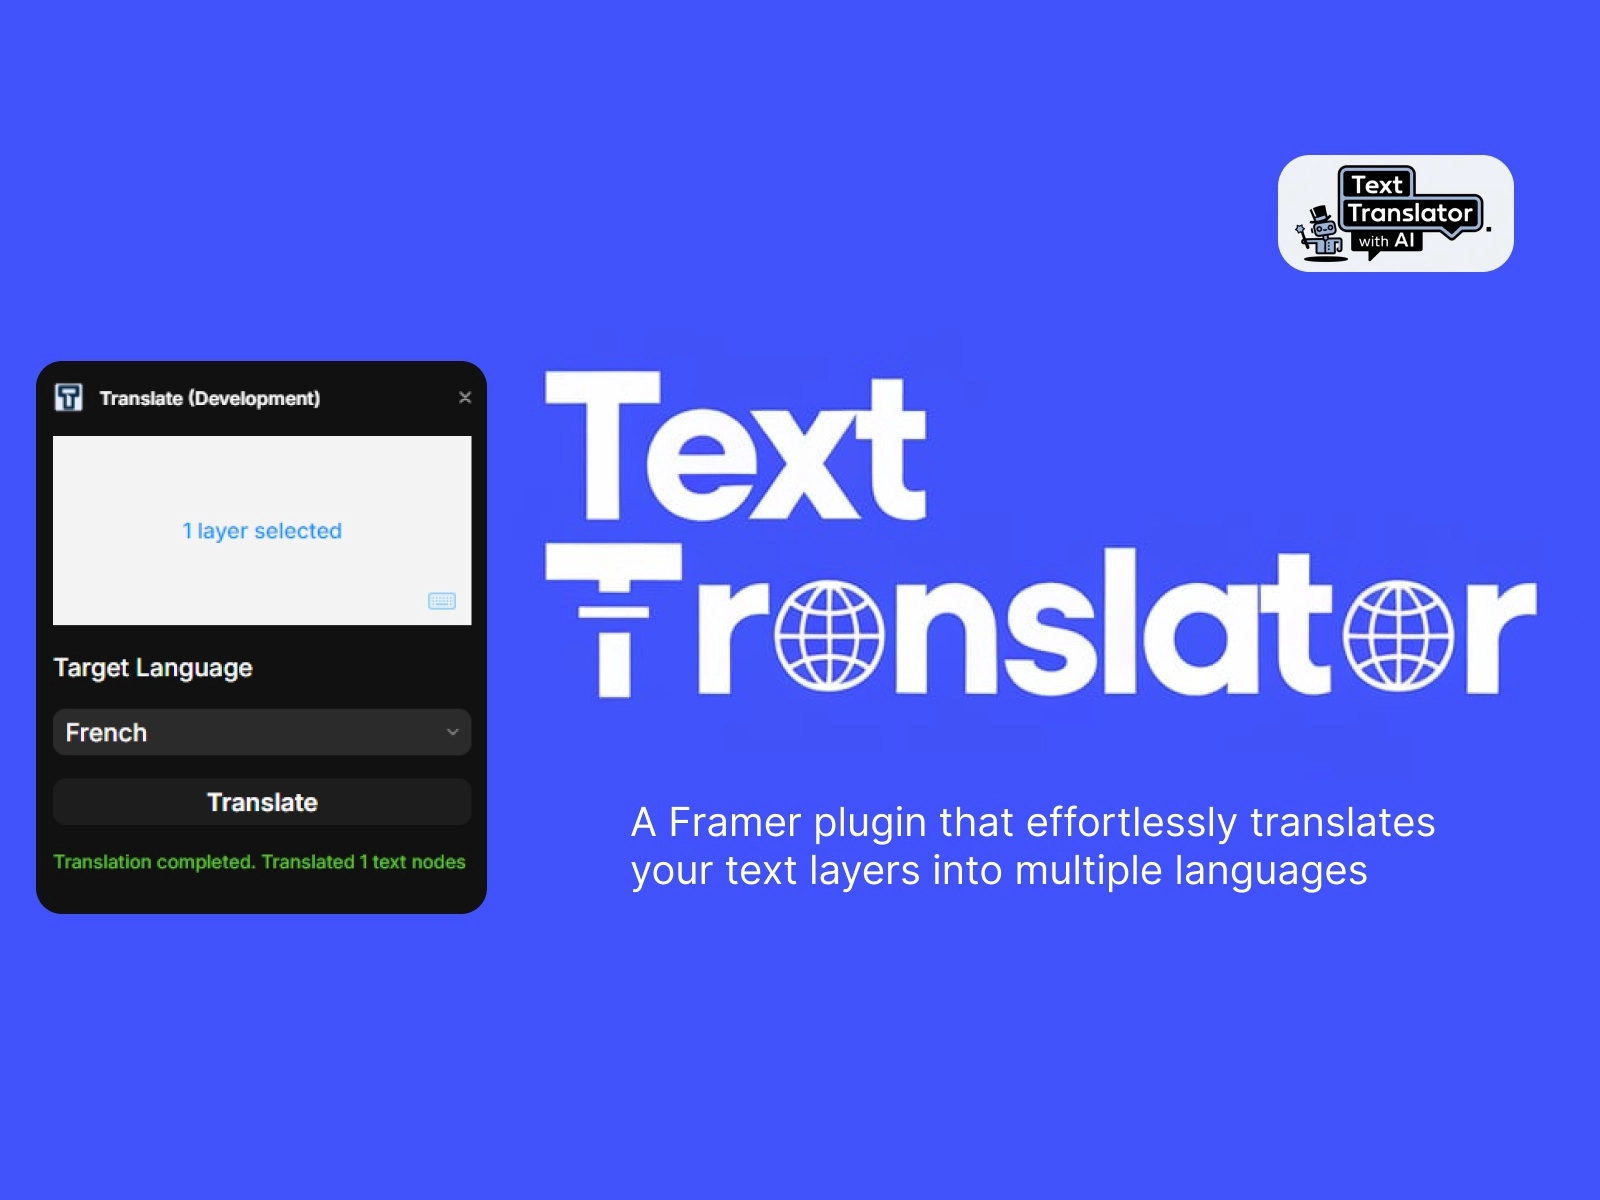 Text
Translator
with AI
Translate (Development)
1 layer selected
Target Language
French
Translate
Translation completed. Translated 1 text nodes
Text
Translator
A Framer plugin that effortlessly translates
your text layers into multiple languages